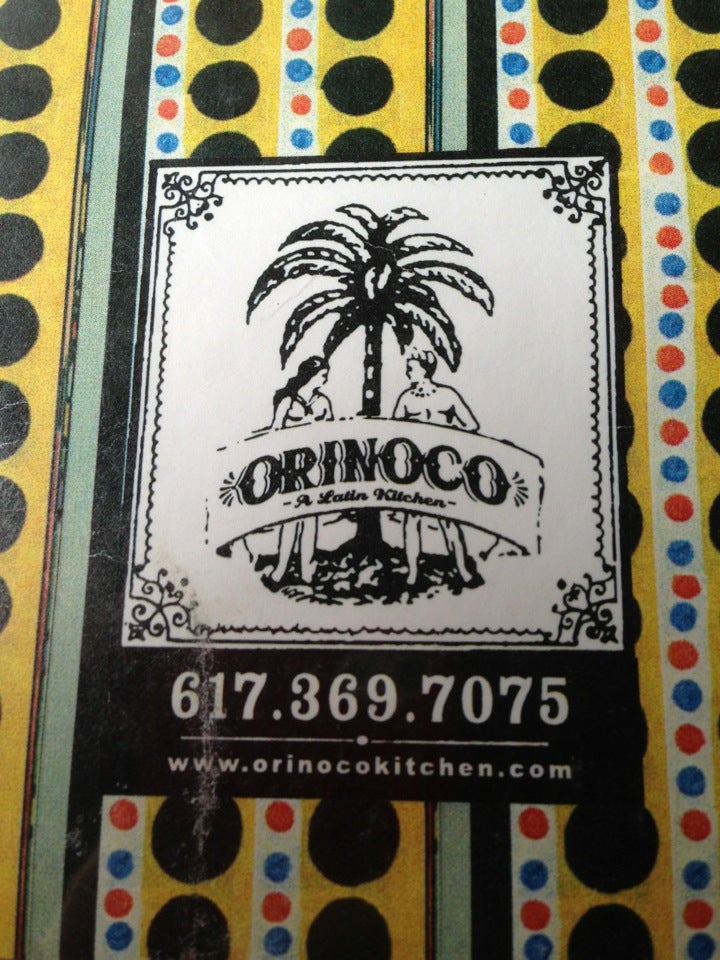 ORINOCO
- A Latin Kitchen -
617.369.7075
www.orinocokitchen.com